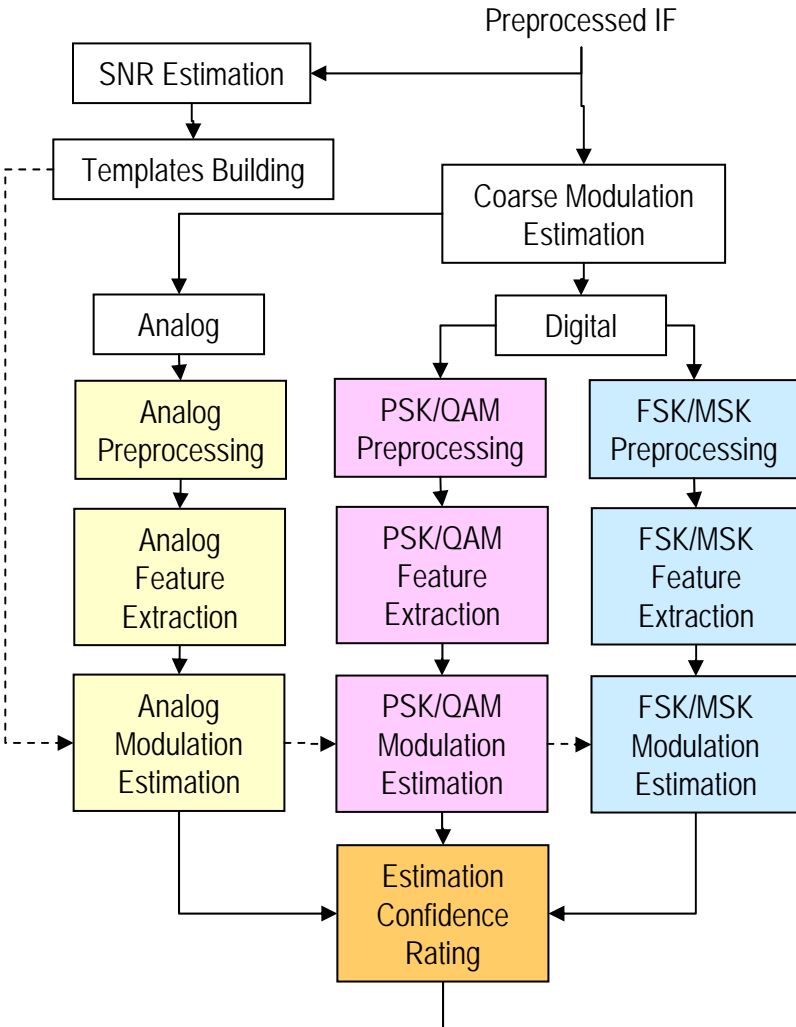 Preprocessed IF
SNR Estimation
Templates Building
Coarse Modulation
Estimation
Analog
Digital
Analog
Preprocessing
PSK/QAM
Preprocessing
FSK/MSK
Preprocessing
Analog
Feature
Extraction
PSK/QAM
Feature
Extraction
FSK/MSK
Feature
Extraction
Analog
Modulation
Estimation
PSK/QAM
Modulation
Estimation
FSK/MSK
Modulation
Estimation
Estimation
Confidence
Rating